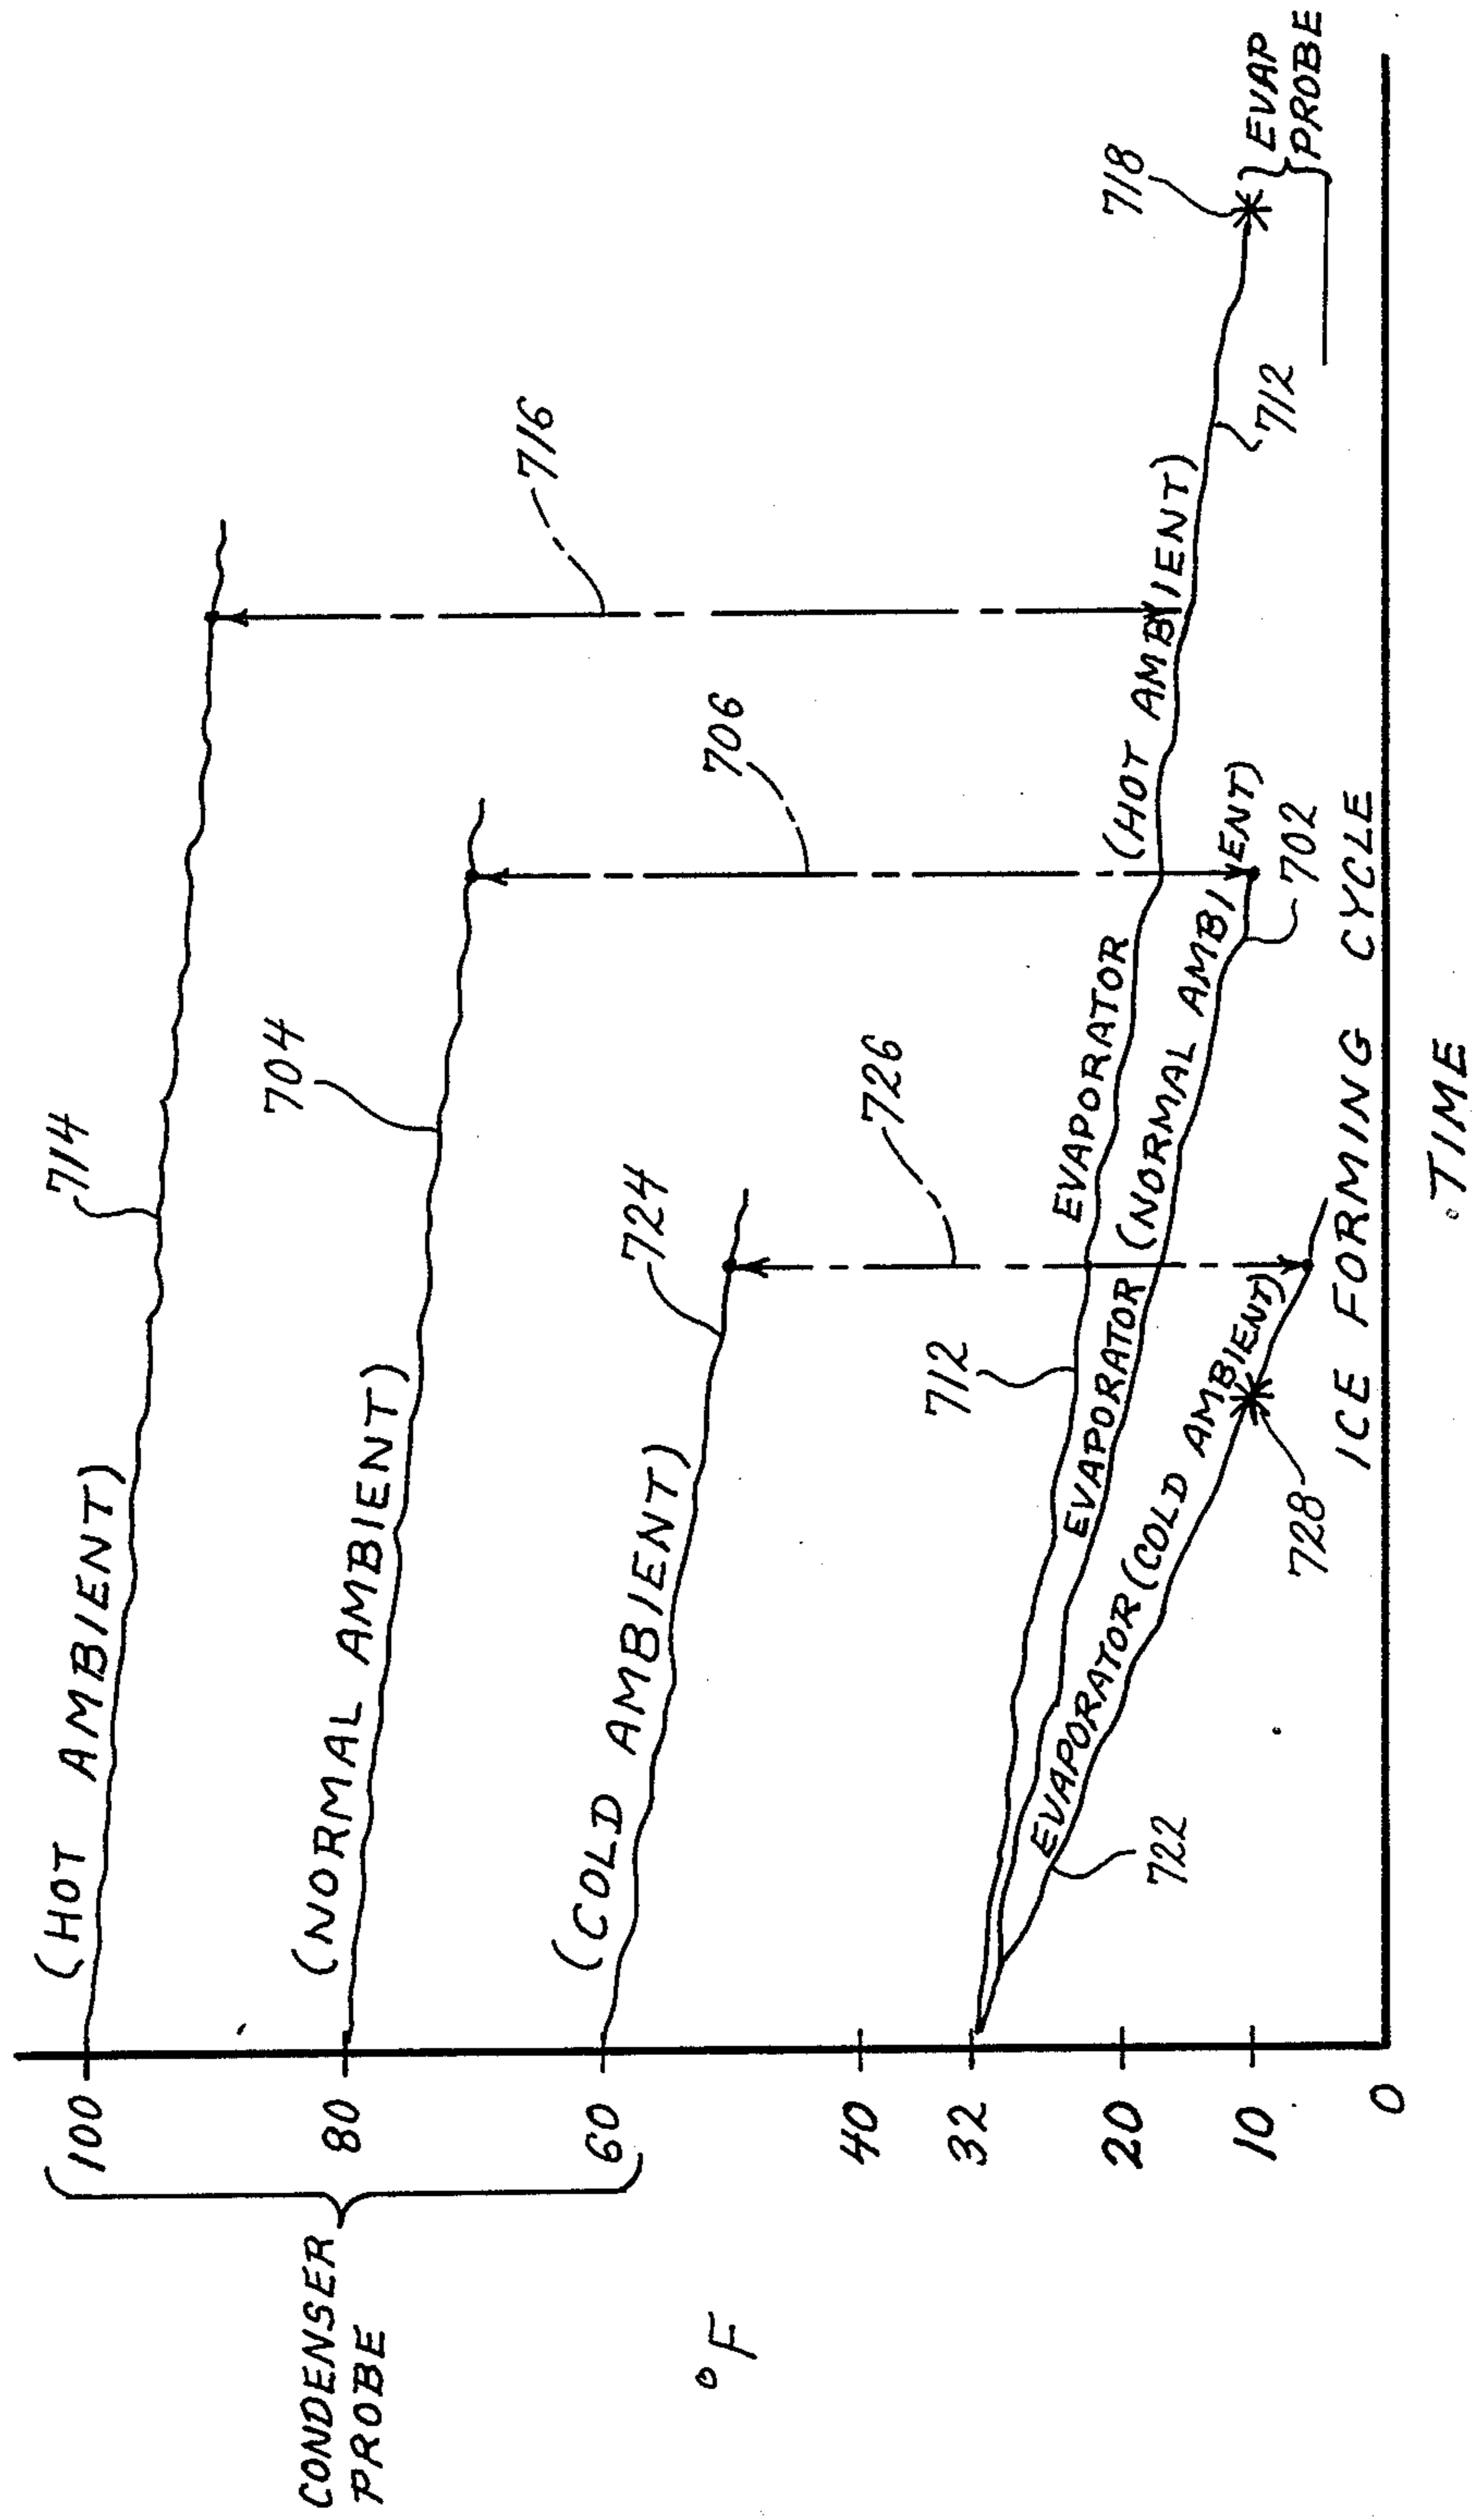 CONDENSER
PROBE
°F
100
80
60
40
32
20
10
0
(HOT AMBIENT)
714
(NORMAL AMBIENT)
704
(COLD AMBIENT)
724
716
706
726
712
EVAPORATOR (HOT AMBIENT)
EVAPORATOR (NORMAL AMBIENT)
EVAPORATOR (COLD AMBIENT)
722
728
702
712
718
EVAP
PROBE
ICE FORMING CYCLE
TIME